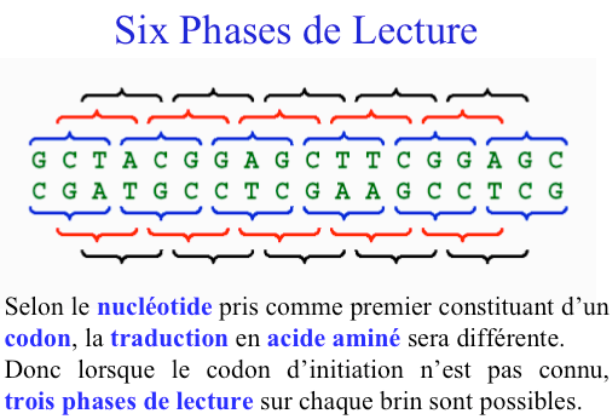 Six Phases de Lecture
G C T A C G G A G C T T C G G A G C
C G A T G C C T C G A A G C C T C G
Selon le nucléotide pris comme premier constituant d'un
codon, la traduction en acide aminé sera différente.
Donc lorsque le codon d'initiation n'est pas connu,
trois phases de lecture sur chaque brin sont possibles.